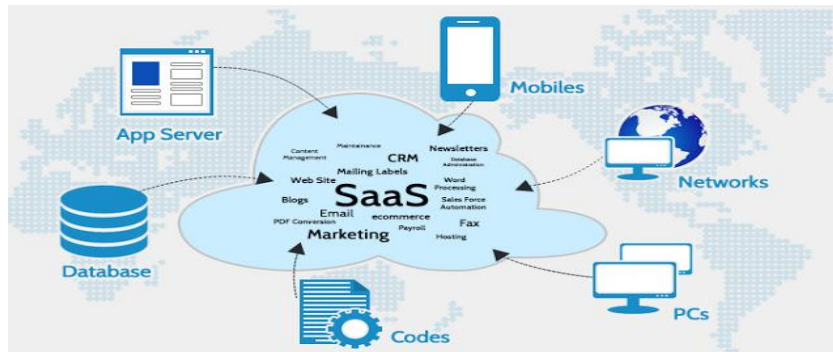 App Server
Mobiles
Content
Management
Maintainance
CRM
Newsletters
Database
Administration
Mailing Labels
Web Site
Word
Processing
SaaS
Blogs
Sales Force
Automation
Email
ecommerce
PDF Conversion
Payroll
Fax
Marketing
Hosting
Networks
Database
Codes
PCs